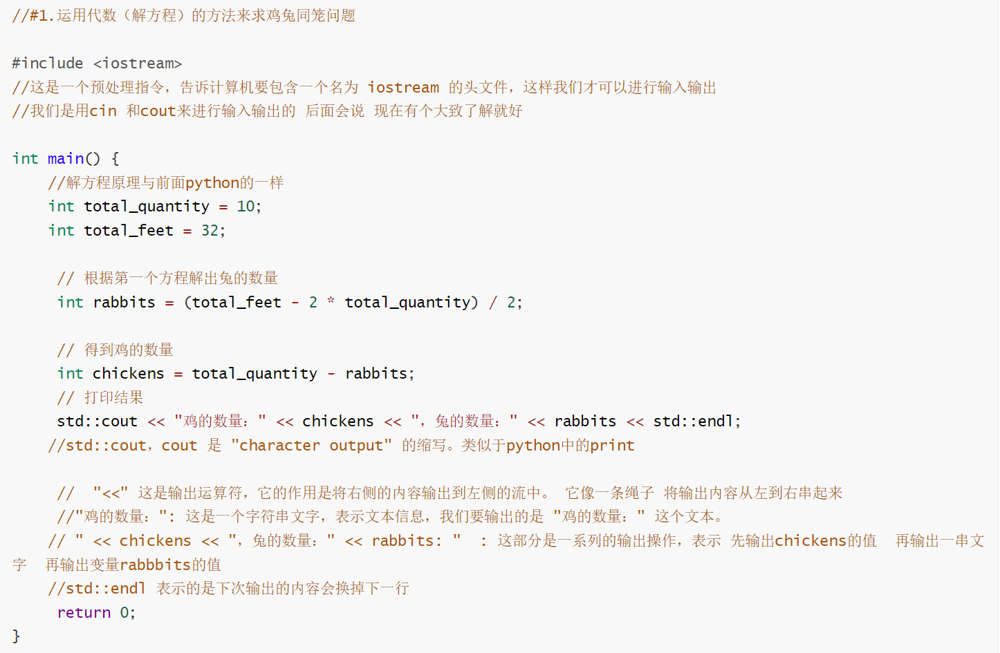 //#1.运用代数（解方程）的方法来求鸡兔同笼问题
#include <iostream>
//这是一个预处理指令，告诉计算机要包含一个名为 iostream 的头文件，这样我们才可以进行输入输出
//我们是用cin 和cout来进行输入输出的 后面会说 现在有个大致了解就好
int main() {
    //解方程原理与前面python的一样
    int total_quantity = 10;
    int total_feet = 32;
     // 根据第一个方程解出兔的数量
     int rabbits = (total_feet - 2 * total_quantity) / 2;
     // 得到鸡的数量
     int chickens = total_quantity - rabbits;
     // 打印结果
     std::cout << "鸡的数量：" << chickens << "，兔的数量：" << rabbits << std::endl;
    //std::cout，cout 是 "character output" 的缩写。类似于python中的print
     //  "<<" 这是输出运算符，它的作用是将右侧的内容输出到左侧的流中。 它像一条绳子 将输出内容从左到右串起来
     //"鸡的数量：": 这是一个字符串文字，表示文本信息，我们要输出的是 "鸡的数量：" 这个文本。
    // " << chickens << "，兔的数量：" << rabbits: "  : 这部分是一系列的输出操作，表示 先输出chickens的值  再输出一串文
字  再输出变量rabbbits的值
    //std::endl 表示的是下次输出的内容会换掉下一行
     return 0;
}